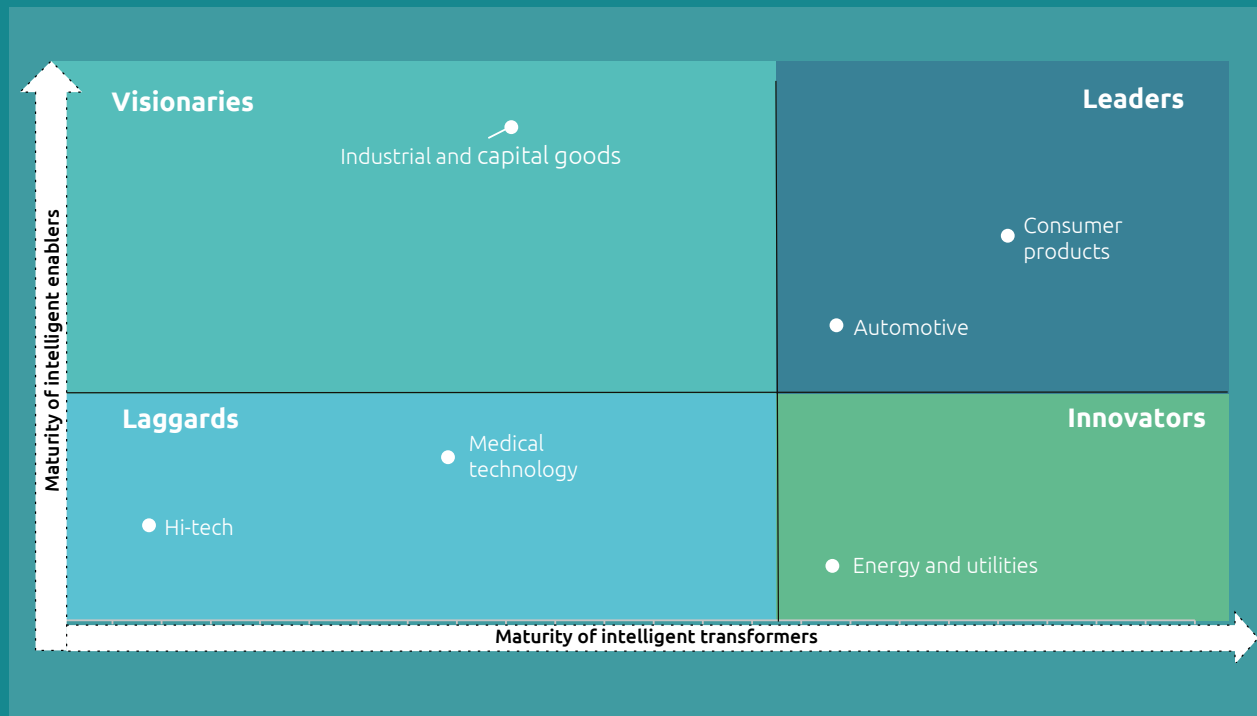 Visionaries
Leaders
Industrial and capital goods
Consumer
products
Automotive
Maturity of intelligent enablers
Laggards
Innovators
Medical
technology
Hi-tech
Energy and utilities
Maturity of intelligent transformers